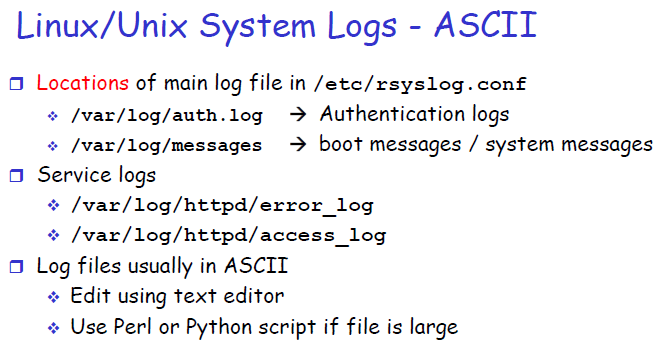 Linux/Unix System Logs - ASCII
Locations of main log file in /etc/rsyslog.conf
/var/log/auth.log → Authentication logs
/var/log/messages → boot messages / system messages
Service logs
/var/log/httpd/error_log
/var/log/httpd/access_log
Log files usually in ASCII
Edit using text editor
Use Perl or Python script if file is large